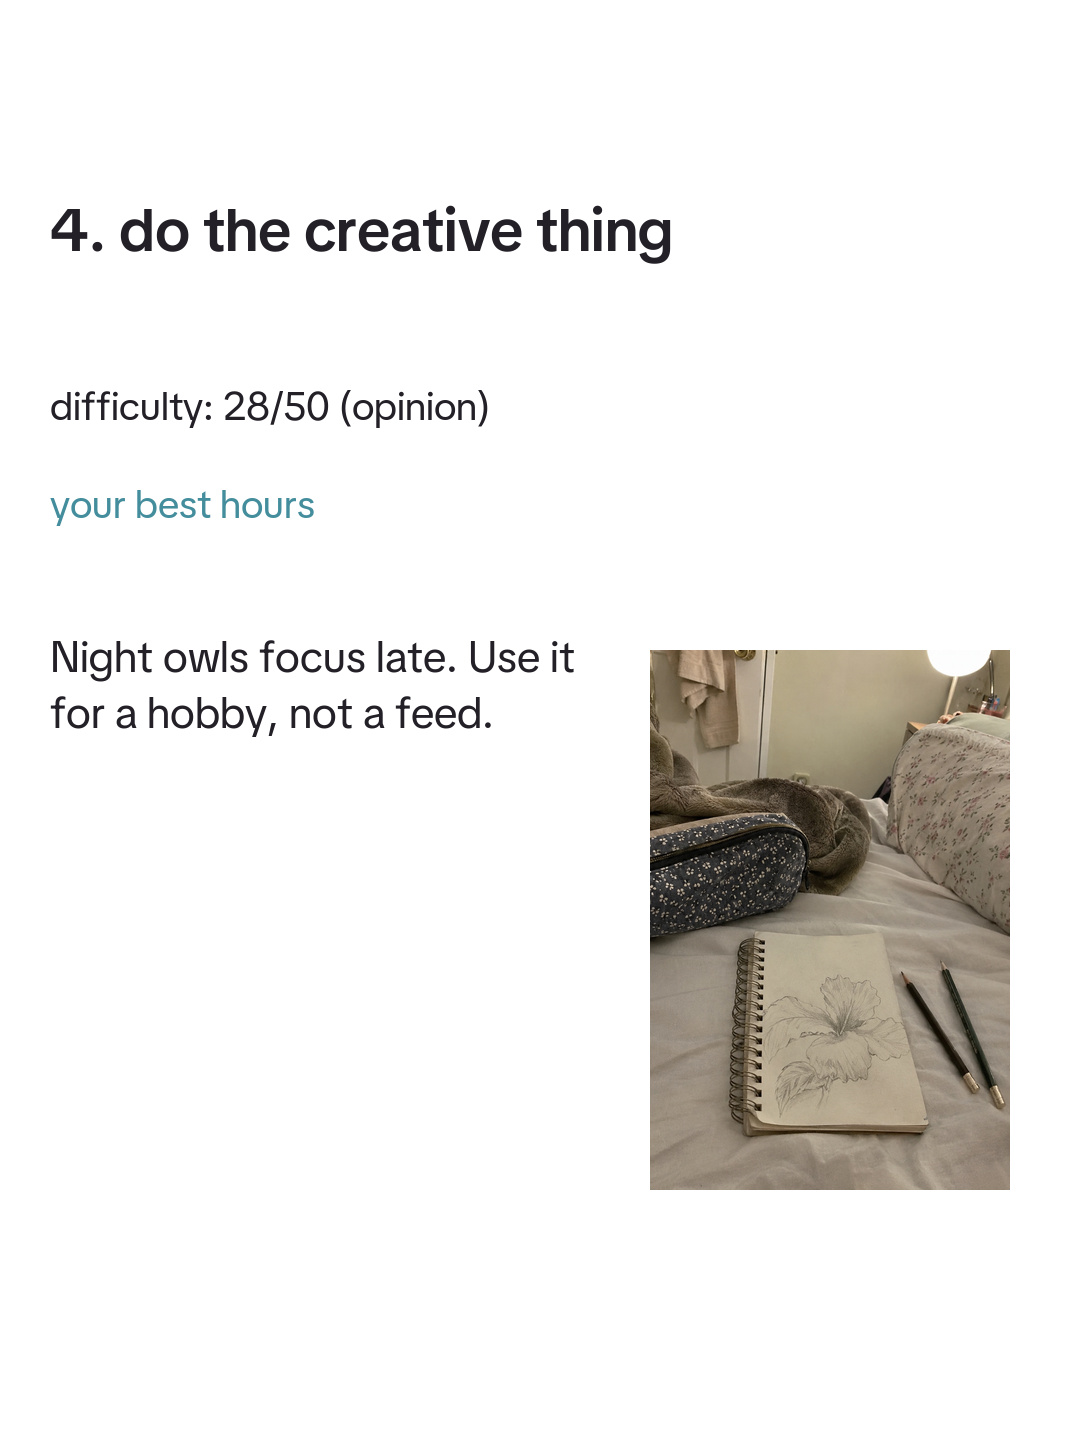 4. do the creative thing
difficulty: 28/50 (opinion)
your best hours
Night owls focus late. Use it
for a hobby, not a feed.